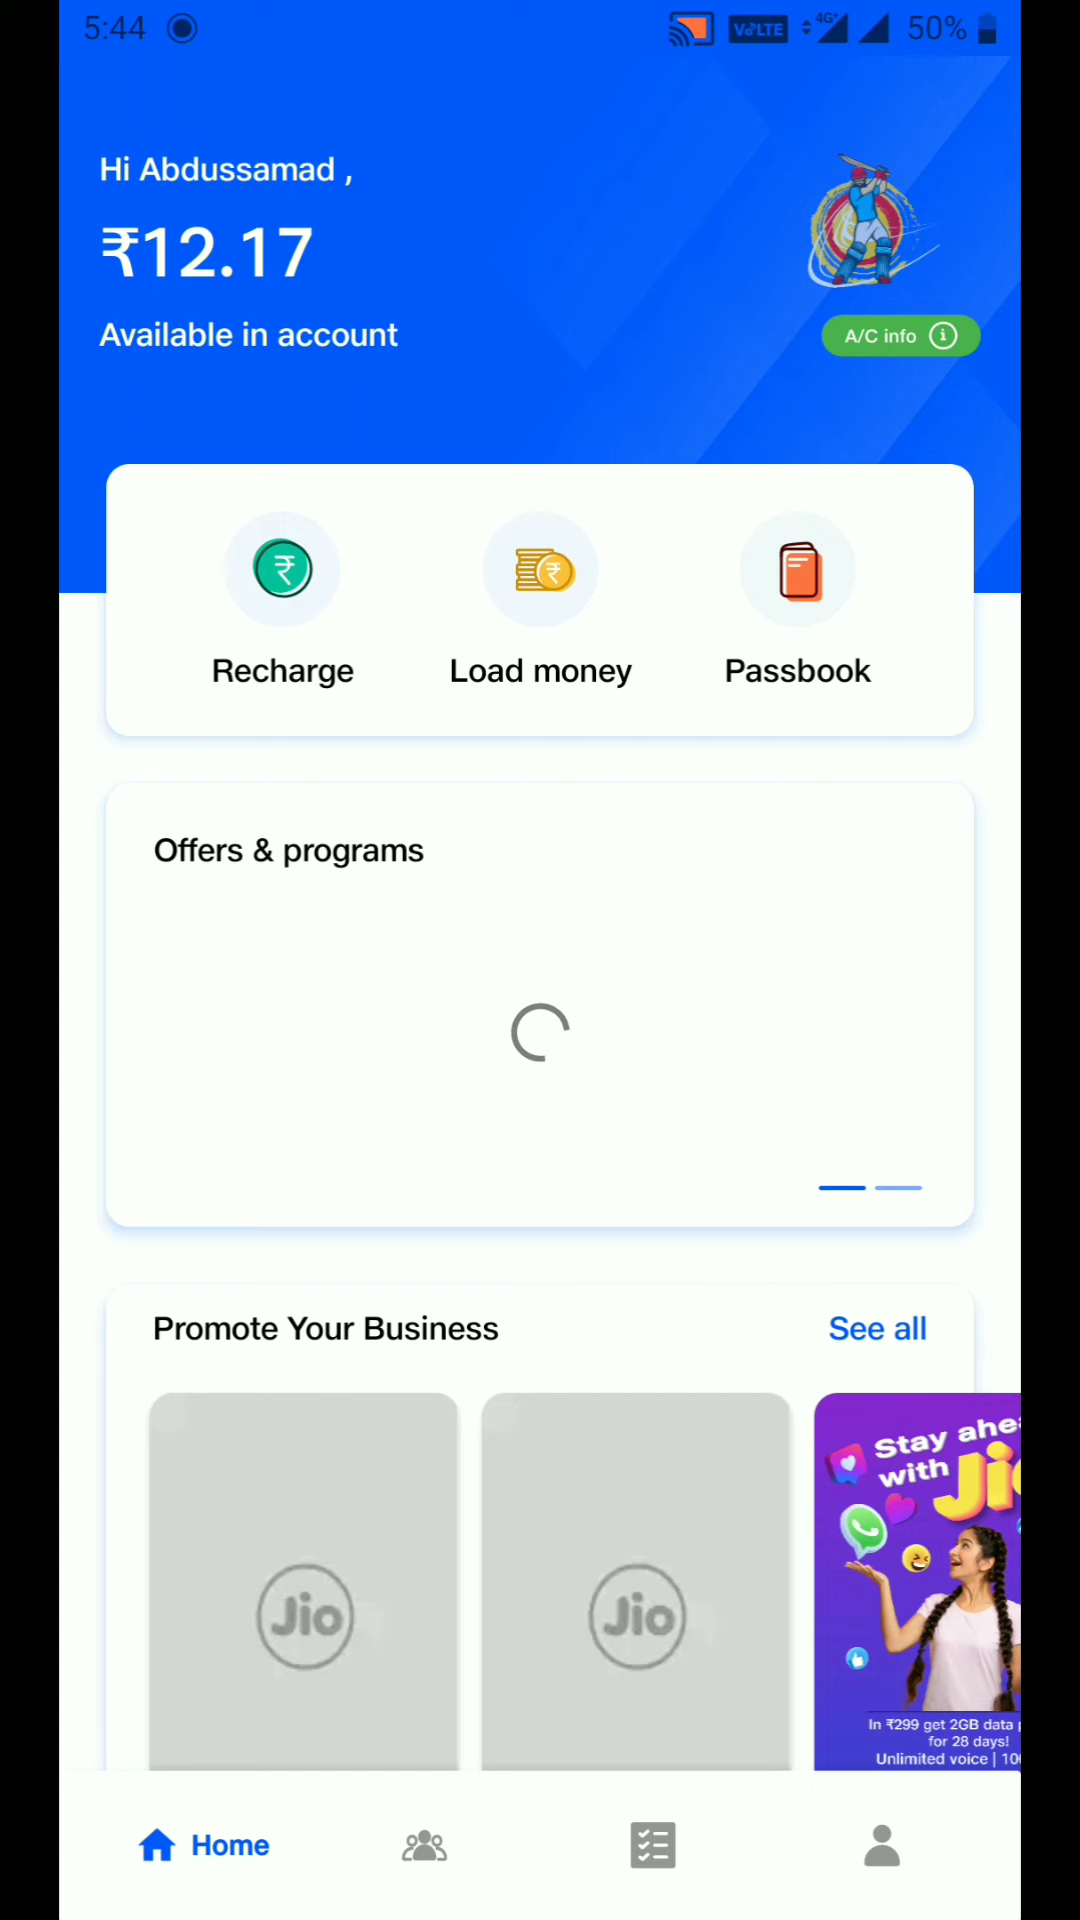 5:44
VoLTE
4G+
50%
Hi Abdussamad ,
₹12.17
Available in account
A/C info
Recharge
Load money
Passbook
Offers & programs
Promote Your Business
See all
Jio
Jio
Stay ahe
with
Jio
In ₹299 get 2GB data
for 28 days!
Unlimited voice | 10
Home